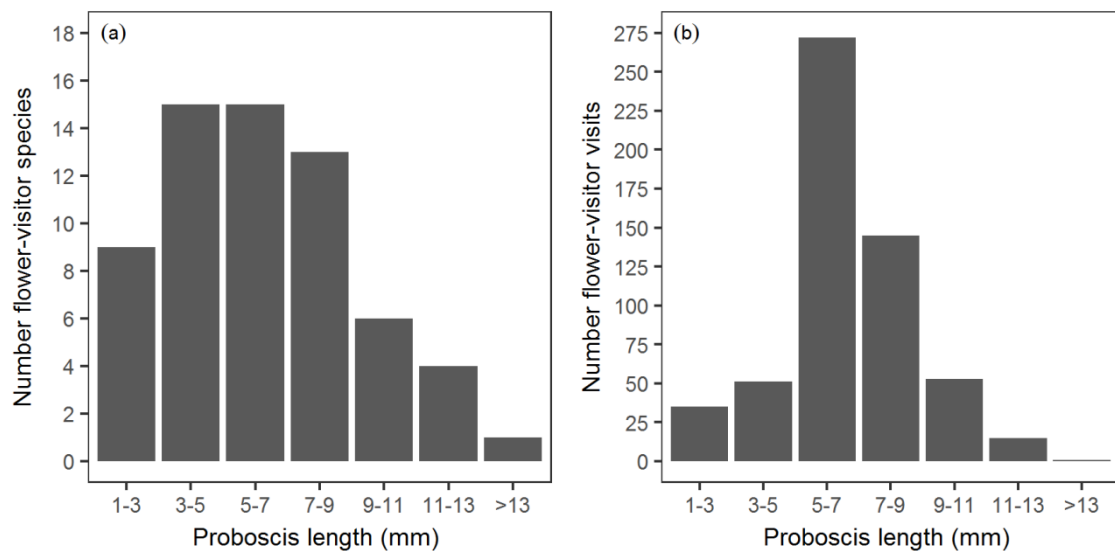 (a)
Number flower-visitor species
18
16
14
12
10
8
6
4
2
0
1-3 3-5 5-7 7-9 9-11 11-13 >13
Proboscis length (mm)
(b)
Number flower-visitor visits
275
250
225
200
175
150
125
100
75
50
25
0
1-3 3-5 5-7 7-9 9-11 11-13 >13
Proboscis length (mm)